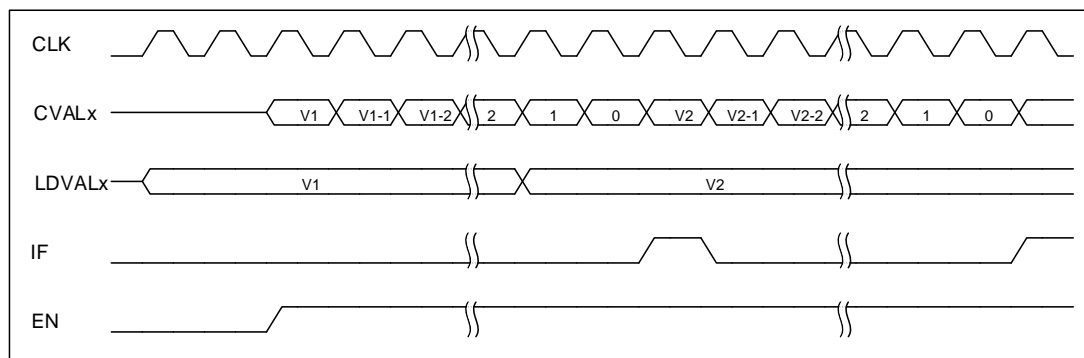 CLK
CVALx V1 V1-1 V1-2 2 1 0 V2 V2-1 V2-2 2 1 0
LDVALx V1 V2
IF
EN